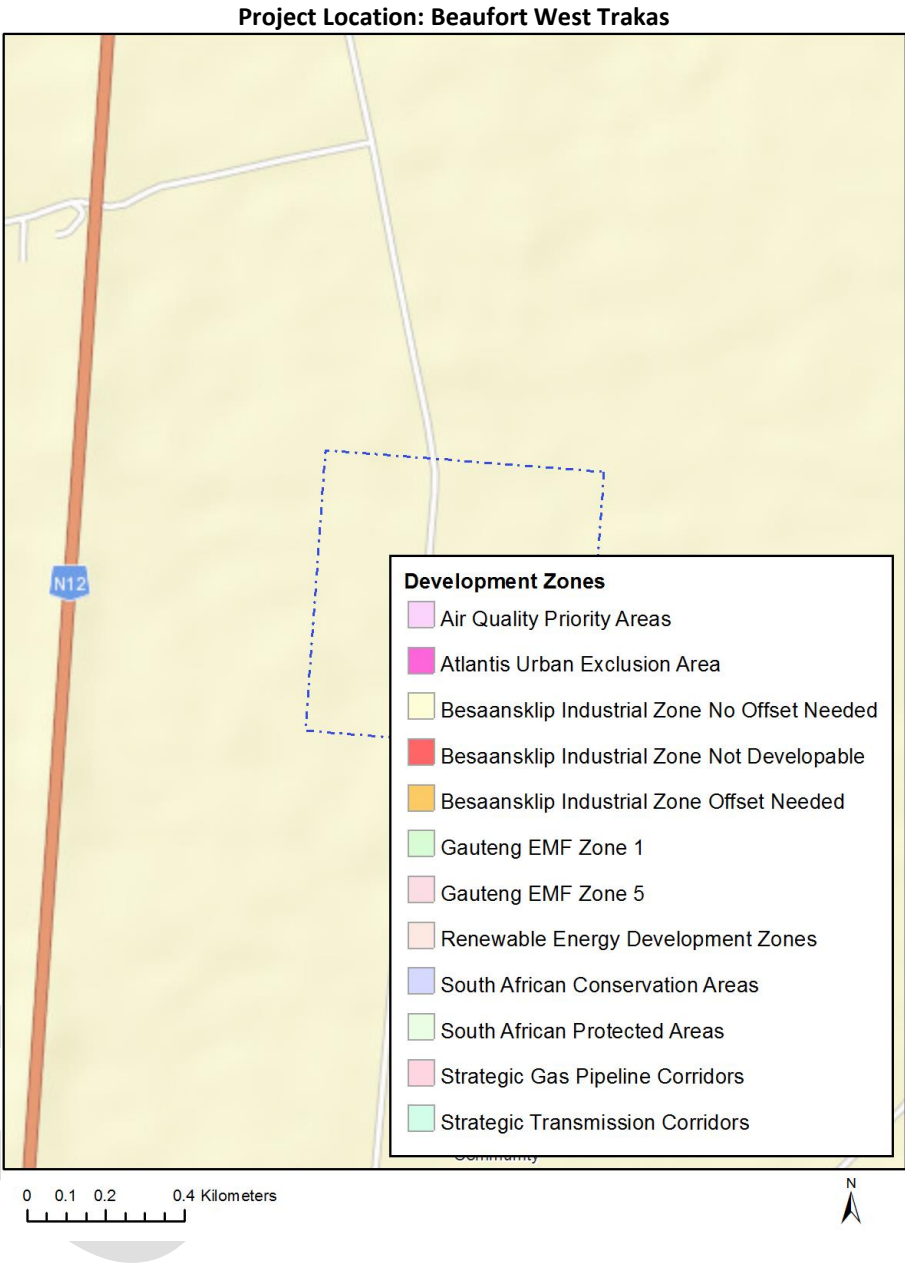 Project Location: Beaufort West Trakas
N12
Development Zones
Air Quality Priority Areas
Atlantis Urban Exclusion Area
Besaansklip Industrial Zone No Offset Needed
Besaansklip Industrial Zone Not Developable
Besaansklip Industrial Zone Offset Needed
Gauteng EMF Zone 1
Gauteng EMF Zone 5
Renewable Energy Development Zones
South African Conservation Areas
South African Protected Areas
Strategic Gas Pipeline Corridors
Strategic Transmission Corridors
Community
0 0.1 0.2 0.4 Kilometers
N